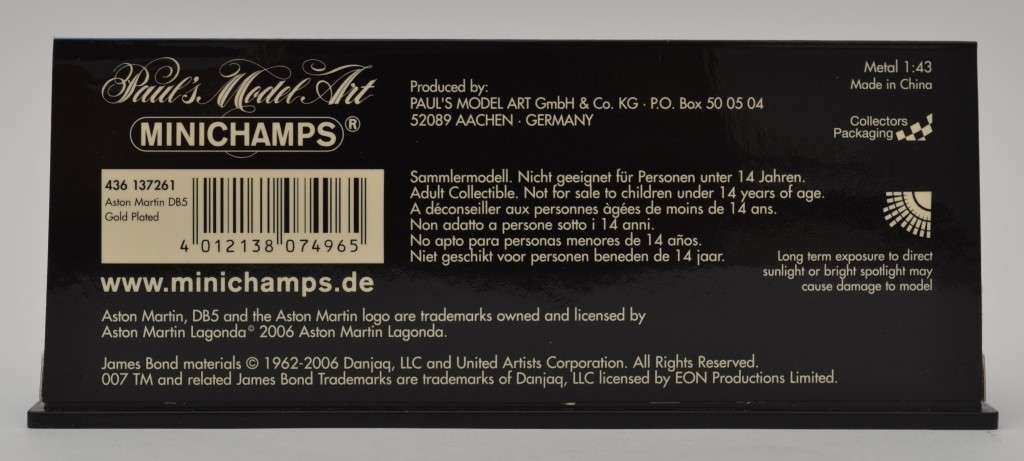 Paul's Model Art
MINICHAMPS®
Produced by:
PAUL'S MODEL ART GmbH & Co. KG · P.O. Box 50 05 04
52089 AACHEN · GERMANY
Metal 1:43
Made in China
Collectors
Packaging
436 137261
Aston Martin DB5
Gold Plated
4 012138 074965
www.minichamps.de
Sammlermodell. Nicht geeignet für Personen unter 14 Jahren.
Adult Collectible. Not for sale to children under 14 years of age.
A déconseiller aux personnes àgées de moins de 14 ans.
Non adatto a persone sotto i 14 anni.
No apto para personas menores de 14 años.
Niet geschikt voor personen beneden de 14 jaar.
Long term exposure to direct
sunlight or bright spotlight may
cause damage to model
Aston Martin, DB5 and the Aston Martin logo are trademarks owned and licensed by
Aston Martin Lagonda© 2006 Aston Martin Lagonda.
James Bond materials © 1962-2006 Danjaq, LLC and United Artists Corporation. All Rights Reserved.
007 TM and related James Bond Trademarks are trademarks of Danjaq, LLC licensed by EON Productions Limited.